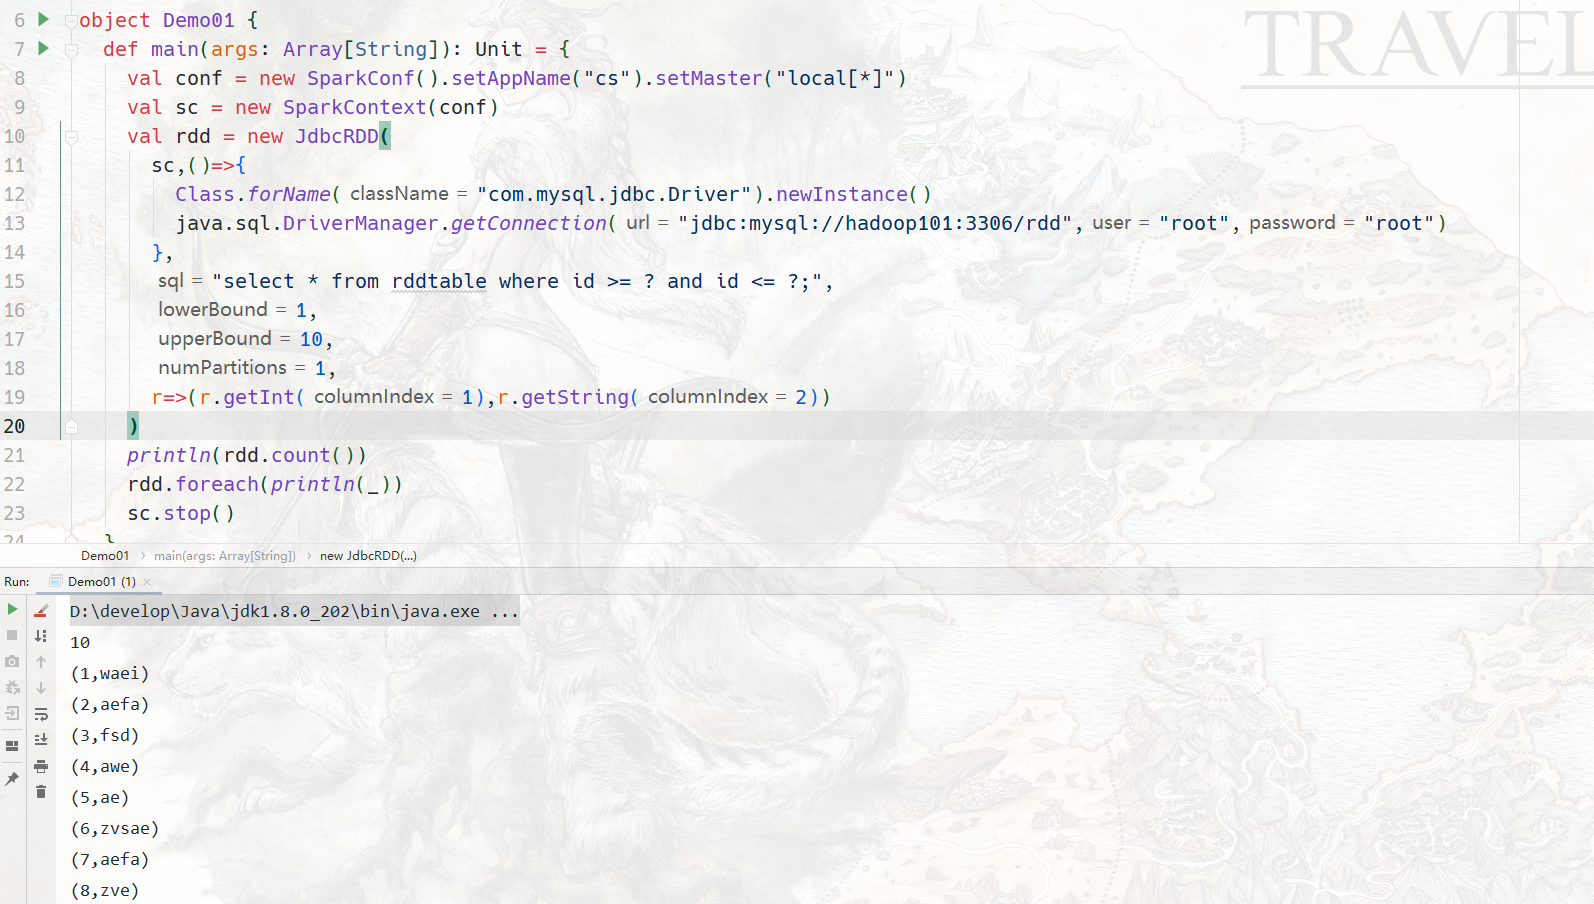 TRAVEL
6 object Demo01 {
7 def main(args: Array[String]): Unit = {
8 val conf = new SparkConf().setAppName("cs").setMaster("local[*]")
9 val sc = new SparkContext(conf)
10 val rdd = new JdbcRDD(
11 sc,()=>{
12 Class.forName( className = "com.mysql.jdbc.Driver").newInstance()
13 java.sql.DriverManager.getConnection( url = "jdbc:mysql://hadoop101:3306/rdd", user = "root", password = "root")
14 },
15 sql = "select * from rddtable where id >= ? and id <= ?;",
16 lowerBound = 1,
17 upperBound = 10,
18 numPartitions = 1,
19 r=>(r.getInt( columnIndex = 1),r.getString( columnIndex = 2))
20 )
21 println(rdd.count())
22 rdd.foreach(println(_))
23 sc.stop()
24 }
Demo01 › main(args: Array[String]) › new JdbcRDD(...)
Run: Demo01 (1) ×
D:\develop\Java\jdk1.8.0_202\bin\java.exe ...
10
(1,waei)
(2,aefa)
(3,fsd)
(4,awe)
(5,ae)
(6,zvsae)
(7,aefa)
(8,zve)